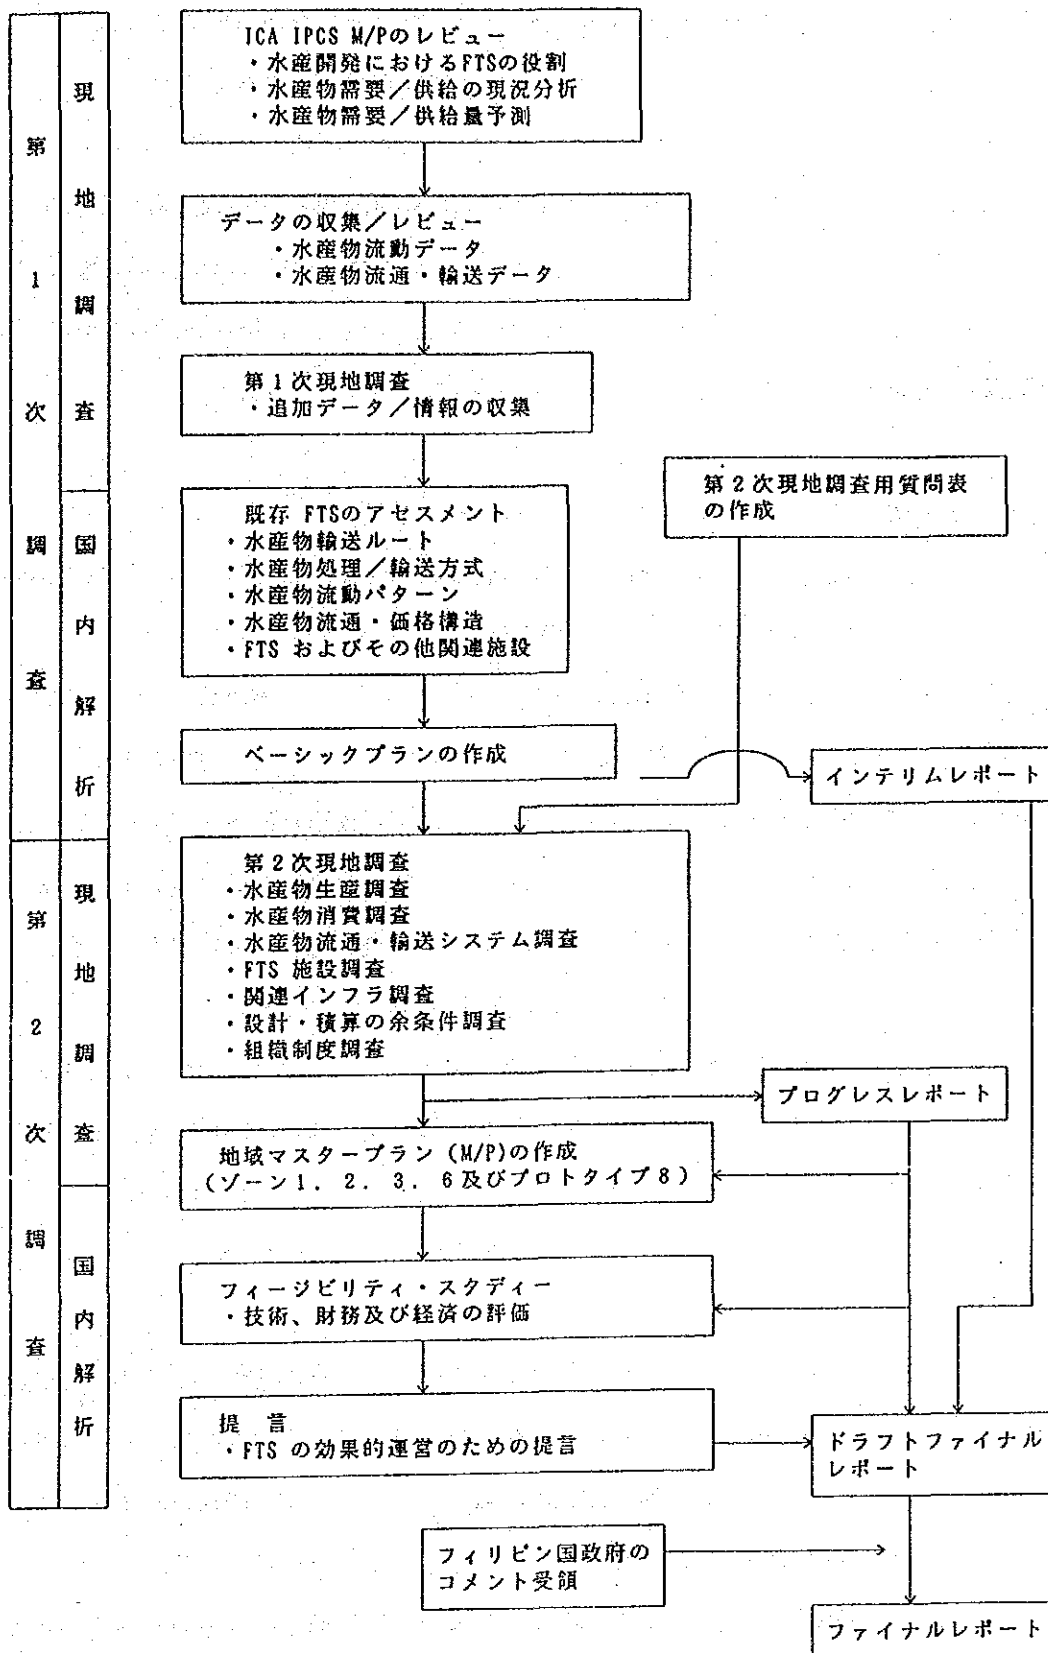 第1次調査
現地調査
国内解析
第2次調査
現地調査
国内解析
ICA IPCS M/Pのレビュー
・水産開発におけるFTSの役割
・水産物需要/供給の現況分析
・水産物需要/供給量予測
データの収集/レビュー
・水産物流動データ
・水産物流通・輸送データ
第1次現地調査
・追加データ/情報の収集
既存 FTSのアセスメント
・水産物輸送ルート
・水産物処理/輸送方式
・水産物流動パターン
・水産物流通・価格構造
・FTS およびその他関連施設
第2次現地調査用質問表
の作成
ベーシックプランの作成
インテリムレポート
第2次現地調査
・水産物生産調査
・水産物消費調査
・水産物流通・輸送システム調査
・FTS 施設調査
・関連インフラ調査
・設計・積算の余条件調査
・組織制度調査
プログレスレポート
地域マスタープラン (M/P)の作成
(ゾーン1.2.3.6及びプロトタイプ8)
フィージビリティ・スタディー
・技術、財務及び経済の評価
提 言
・FTS の効果的運営のための提言
ドラフトファイナル
レポート
フィリピン国政府の
コメント受領
ファイナルレポート